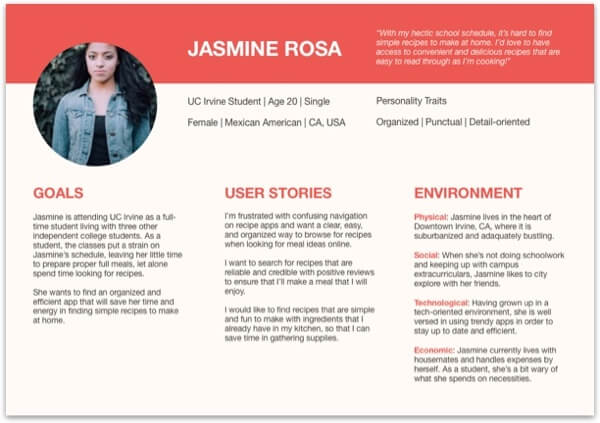 JASMINE ROSA
“With my hectic school schedule, it’s hard to find
simple recipes to make at home. I’d love to have
access to convenient and delicious recipes that are
easy to read through as I’m cooking!”
UC Irvine Student | Age 20 | Single
Female | Mexican American | CA, USA
Personality Traits
Organized | Punctual | Detail-oriented
GOALS
Jasmine is attending UC Irvine as a full-
time student living with three other
independent college students. As a
student, the classes put a strain on
Jasmine’s schedule, leaving her little time
to prepare proper full meals, let alone
spend time looking for recipes.
She wants to find an organized and
efficient app that will save her time and
energy in finding simple recipes to make
at home.
USER STORIES
I’m frustrated with confusing navigation
on recipe apps and want a clear, easy,
and organized way to browse for recipes
when looking for meal ideas online.
I want to search for recipes that are
reliable and credible with positive reviews
to ensure that I’ll make a meal that I will
enjoy.
I would like to find recipes that are simple
and fun to make with ingredients that I
already have in my kitchen, so that I can
save time in gathering supplies.
ENVIRONMENT
Physical: Jasmine lives in the heart of
Downtown Irvine, CA, where it is
suburbanized and adaquately bustling.
Social: When she’s not doing schoolwork
and keeping up with campus
extracurriculars, Jasmine likes to city
explore with her friends.
Technological: Having grown up in a
tech-oriented environment, she is well
versed in using trendy apps in order to
stay up to date and efficient.
Economic: Jasmine currently lives with
housemates and handles expenses by
herself. As a student, she’s a bit wary of
what she spends on necessities.